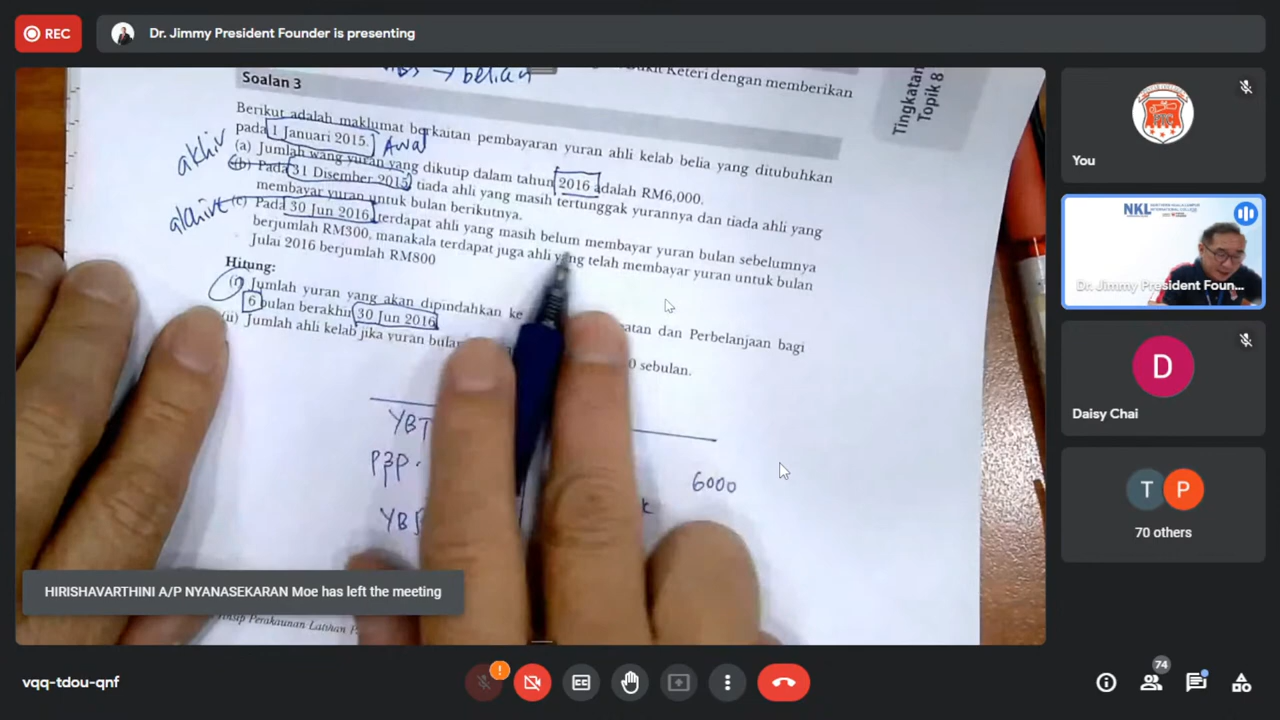 REC
Dr. Jimmy President Founder is presenting
→ belian
Keteri dengan memberikan
Tingkatan
Topik 8
Soalan 3
Berikut adalah maklumat berkaitan pembayaran yuran ahli kelab belia yang ditubuhkan
pada 1 Januari 2015. Awal
(a) Jumlah wang yuran yang dikutip dalam tahun 2016 adalah RM6,000.
akhir (b) Pada 31 Disember 2015 tiada ahli yang masih tertunggak yurannya dan tiada ahli yang
membayar yuran untuk bulan berikutnya.
(c) Pada 30 Jun 2016 terdapat ahli yang masih belum membayar yuran bulan sebelumnya
berjumlah RM300, manakala terdapat juga ahli yang telah membayar yuran untuk bulan
Julai 2016 berjumlah RM800
Hitung:
(i) Jumlah yuran yang akan dipindahkan ke dan Perbelanjaan bagi
6 bulan berakhir 30 Jun 2016
(ii) Jumlah ahli kelab jika yuran sebulan.
YBT
PBP
6000
YB
Perakaunan
You
NKL
Dr. Jimmy President Foun...
D
Daisy Chai
T P
70 others
HIRISHAVARTHINI A/P NYANASEKARAN Moe has left the meeting
vqq-tdou-qnf
74